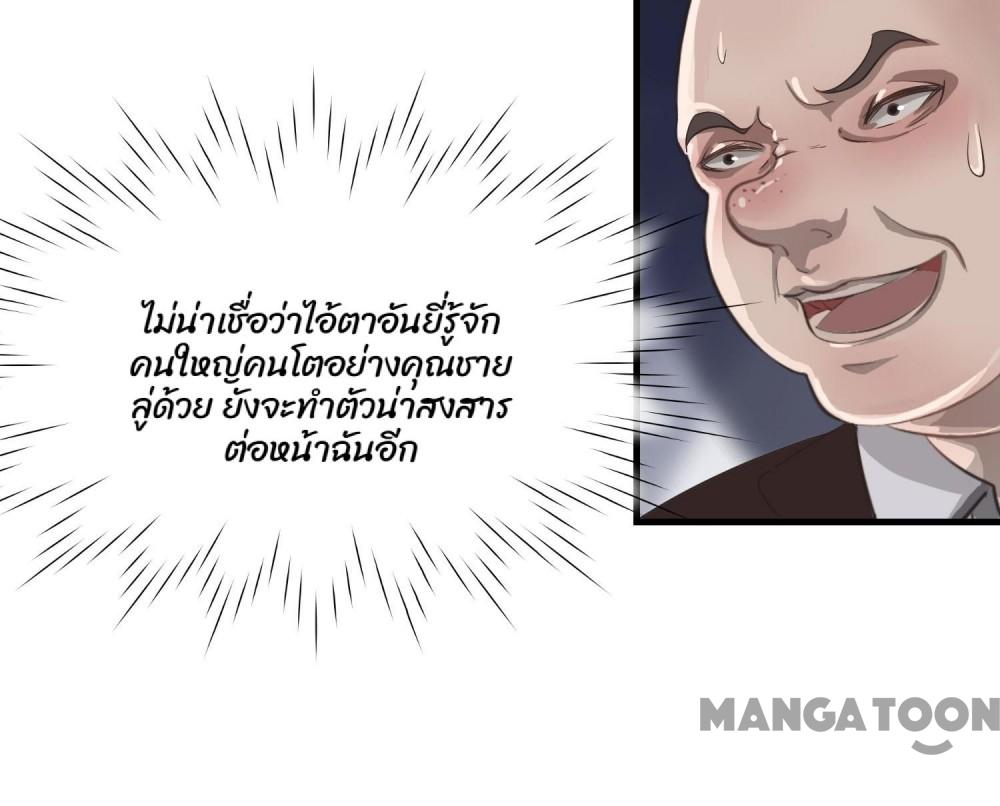 ไม่น่าเชื่อว่าไอ้ตาอันยี่รู้จัก
คนใหญ่คนโตอย่างคุณชาย
ลู่ด้วย ยังจะทำตัวน่าสงสาร
ต่อหน้าฉันอีก
MANGATOON